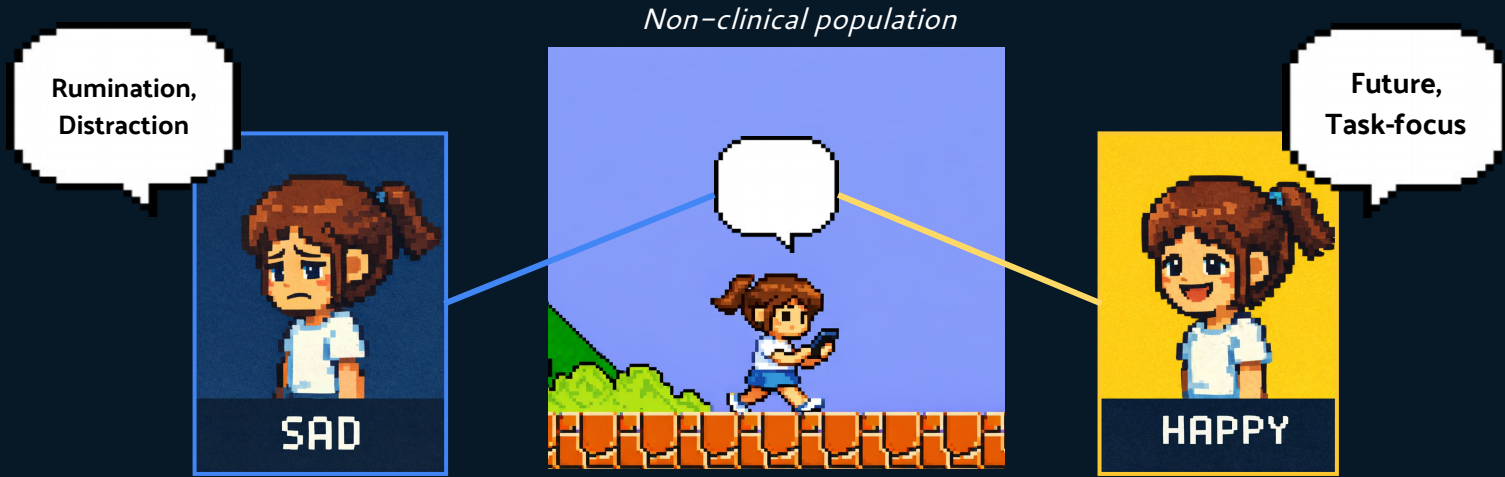 Non-clinical population
Rumination,
Distraction
SAD
Future,
Task-focus
HAPPY